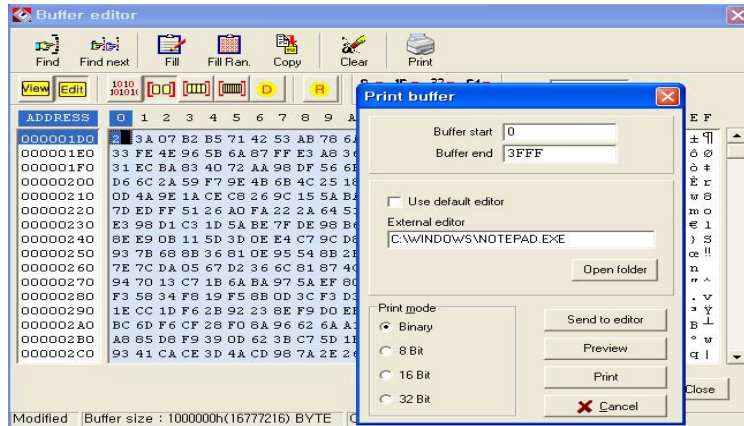 Buffer editor
Find Find next Fill Fill Ran. Copy Clear Print
View Edit 1010 10101 D R
Print buffer
ADDRESS 0 1 2 3 4 5 6 7 8 9 A E F
Buffer start 0
Buffer end 3FFF
000001D0 2 3A 07 B2 B5 71 42 53 AB 78 ± ¶
000001E0 33 FE 4E 96 5B 6A 87 FF E3 A8 ô Ø
000001F0 31 EC BA 83 40 72 AA 98 DF 56 ò ‡
00000200 D6 6C 2A 59 F7 9E 4B 6B 4C 25 È r
00000210 0D 4A 9E 1A CE C8 26 9C 15 5A w 8
00000220 7D ED FF 51 26 A0 FA 22 2A 64 m o
00000230 E3 98 D1 C3 1D 5A BE 7F DE 98 € 1
00000240 8E E9 0B 11 5D 3D 0E E4 C7 9C } S
00000250 93 7B 68 8B 36 81 0E 95 54 8B œ !!
00000260 7E 7C DA 05 67 D2 36 6C 81 87 n
00000270 94 70 13 C7 1B 6A BA 97 5A EF " ^
00000280 F3 58 34 F8 19 F5 8B 0D 3C F3 . v
00000290 1E CC 1D F6 2B 92 23 8E F9 D0 ³ Ÿ
000002A0 BC 6D F6 CF 28 F0 8A 96 62 6A B ┴
000002B0 A8 85 D8 F9 39 0D 62 3B C7 5D ° w
000002C0 93 41 CA CE 3D 4A CD 98 7A 2E q |
Use default editor
External editor
C:\WINDOWS\NOTEPAD.EXE
Open folder
Print mode
Binary
8 Bit
16 Bit
32 Bit
Send to editor
Preview
Print
Cancel
Close
Modified Buffer size : 1000000h(16777216) BYTE